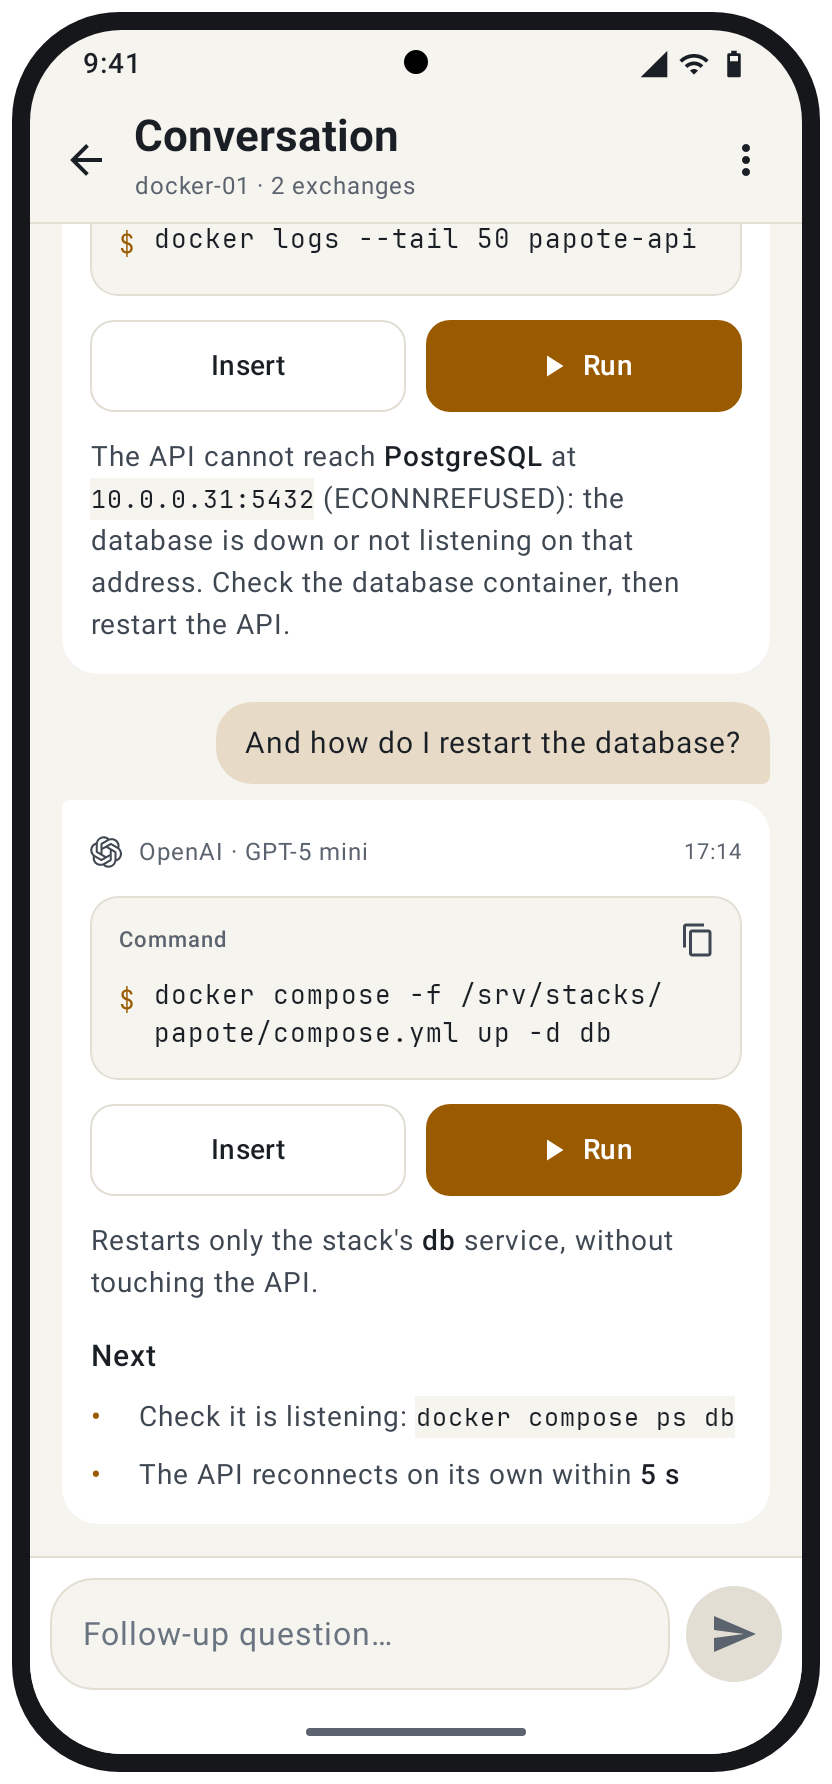 9:41
Conversation
docker-01 · 2 exchanges
$ docker logs --tail 50 papote-api
Insert
Run
The API cannot reach PostgreSQL at
10.0.0.31:5432 (ECONNREFUSED): the
database is down or not listening on that
address. Check the database container, then
restart the API.
And how do I restart the database?
OpenAI · GPT-5 mini
17:14
Command
$ docker compose -f /srv/stacks/
papote/compose.yml up -d db
Insert
Run
Restarts only the stack's db service, without
touching the API.
Next
• Check it is listening: docker compose ps db
• The API reconnects on its own within 5 s
Follow-up question…